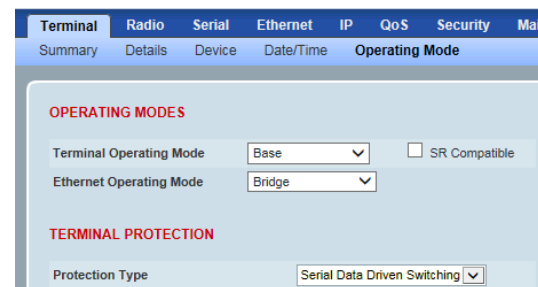 Terminal Radio Serial Ethernet IP QoS Security
Summary Details Device Date/Time Operating Mode
OPERATING MODES
Terminal Operating Mode Base SR Compatible
Ethernet Operating Mode Bridge
TERMINAL PROTECTION
Protection Type Serial Data Driven Switching